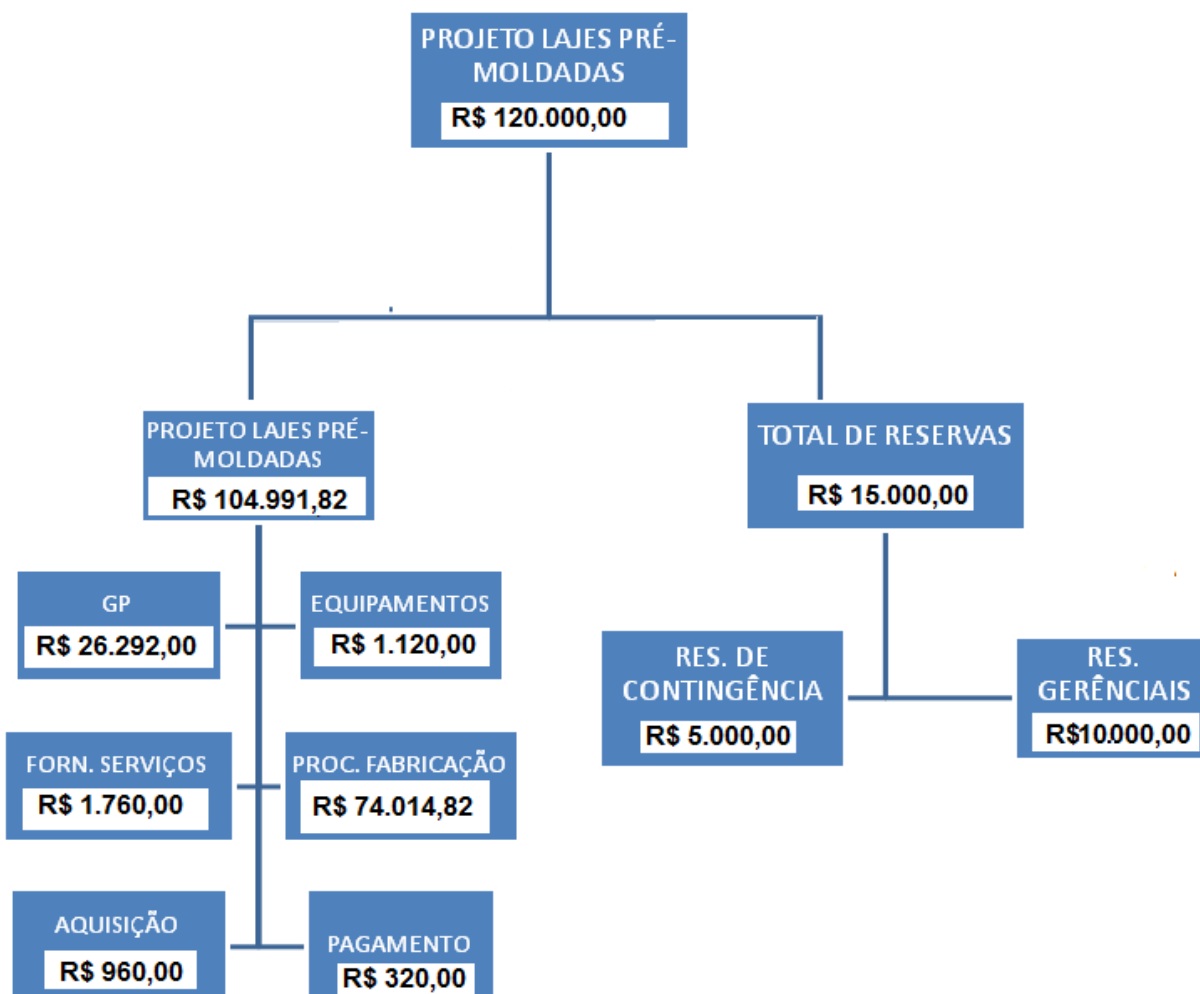 PROJETO LAJES PRÉ-
MOLDADAS
R$ 120.000,00
PROJETO LAJES PRÉ-
MOLDADAS
R$ 104.991,82
TOTAL DE RESERVAS
R$ 15.000,00
GP
R$ 26.292,00
EQUIPAMENTOS
R$ 1.120,00
FORN. SERVIÇOS
R$ 1.760,00
PROC. FABRICAÇÃO
R$ 74.014,82
AQUISIÇÃO
R$ 960,00
PAGAMENTO
R$ 320,00
RES. DE
CONTINGÊNCIA
R$ 5.000,00
RES.
GERÊNCIAIS
R$10.000,00